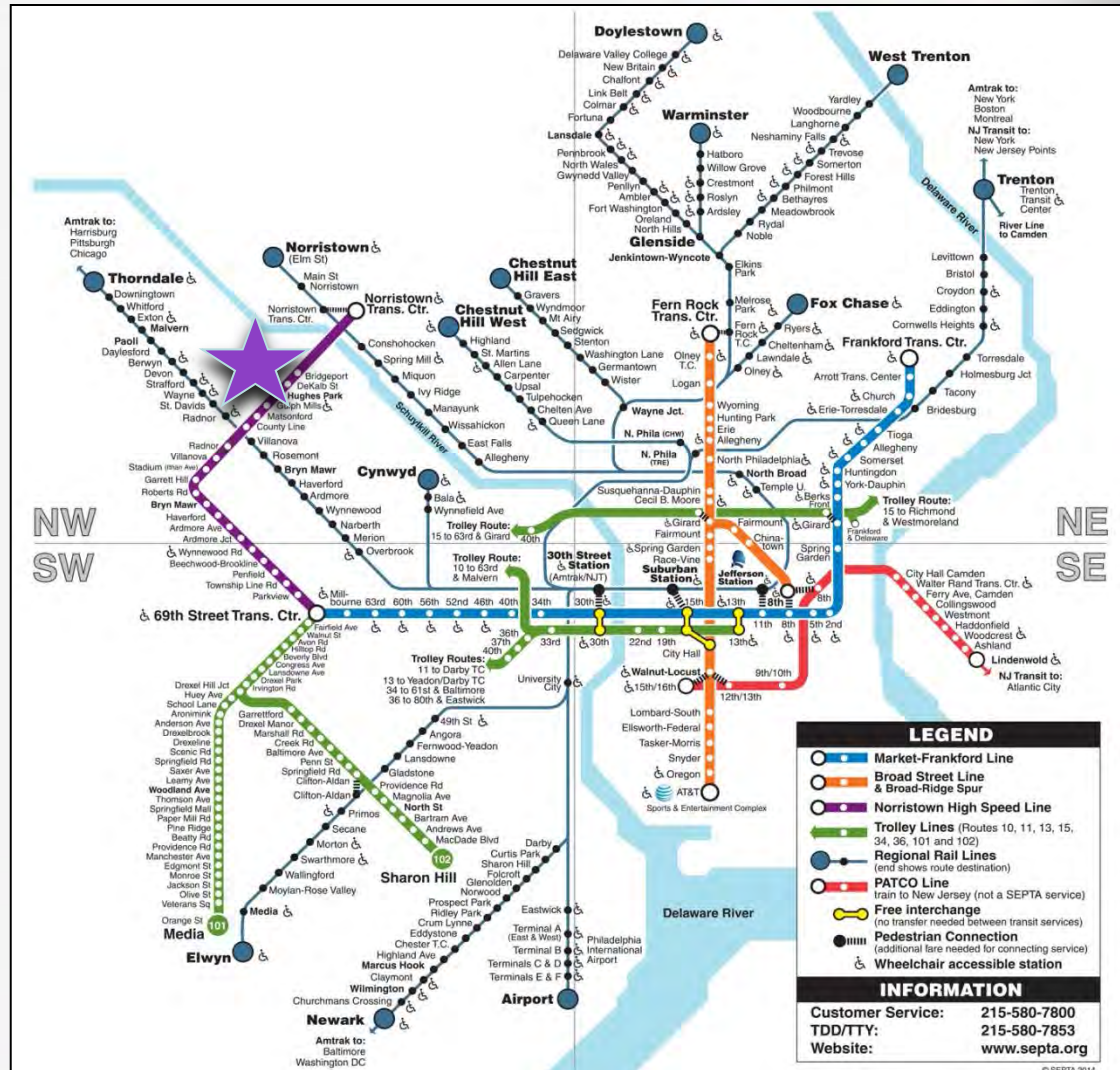 Doylestown
Delaware Valley College
New Britain
Chalfont
Link Belt
Colmar
Fortuna
Lansdale
Pennbrook
North Wales
Gwynedd Valley
Penllyn
Ambler
Fort Washington
Oreland
North Hills
Glenside
Jenkintown-Wyncote
Warminster
Hatboro
Willow Grove
Crestmont
Roslyn
Ardsley
West Trenton
Yardley
Woodbourne
Langhorne
Neshaminy Falls
Trevose
Somerton
Forest Hills
Philmont
Bethayres
Meadowbrook
Rydal
Noble
Elkins
Park
Melrose
Park
Fern
Rock
T.C.
Delaware River
Amtrak to:
New York
Boston
Montreal
NJ Transit to:
New York
New Jersey Points
Trenton
Trenton
Transit
Center
River Line
to Camden
Levittown
Bristol
Croydon
Eddington
Cornwells Heights
Torresdale
Holmesburg Jct
Tacony
Bridesburg
Amtrak to:
Harrisburg
Pittsburgh
Chicago
Thorndale
Downingtown
Whitford
Exton
Malvern
Paoli
Daylesford
Berwyn
Devon
Strafford
Wayne
St. Davids
Radnor
Villanova
Rosemont
Bryn Mawr
Haverford
Ardmore
Wynnewood
Narberth
Merion
Overbrook
Norristown
(Elm St)
Main St
Norristown
Norristown
Trans. Ctr.
Norristown
Trans. Ctr.
Conshohocken
Spring Mill
Miquon
Ivy Ridge
Manayunk
Wissahickon
East Falls
Allegheny
Schuylkill River
Bridgeport
DeKalb St
Hughes Park
Gulph Mills
Matsonford
County Line
Radnor
Villanova
Stadium (Ithan Ave)
Garrett Hill
Roberts Rd
Bryn Mawr
Haverford
Ardmore Ave
Ardmore Jct
Wynnewood Rd
Beechwood-Brookline
Penfield
Township Line Rd
Parkview
69th Street Trans. Ctr.
Chestnut
Hill East
Gravers
Wyndmoor
Mt Airy
Sedgwick
Stenton
Washington Lane
Germantown
Wister
Wayne Jct.
Chestnut
Hill West
Highland
St. Martins
Allen Lane
Carpenter
Upsal
Tulpehocken
Chelten Ave
Queen Lane
N. Phila (CHW)
N. Phila
(TRE)
Cynwyd
Bala
Wynnefield Ave
Fox Chase
Ryers
Cheltenham
Lawndale
Olney
Fern Rock
Trans. Ctr.
Olney
T.C.
Logan
Wyoming
Hunting Park
Erie
Allegheny
North Philadelphia
North Broad
Temple U.
Susquehanna-Dauphin
Cecil B. Moore
Girard
Fairmount
Fairmount
China-
town
Spring Garden
Race-Vine
Frankford Trans. Ctr.
Arrott Trans. Center
Church
Erie-Torresdale
Tioga
Allegheny
Somerset
Huntingdon
York-Dauphin
Berks
Front
Girard
Frankford
& Delaware
Spring
Garden
Trolley Route:
15 to Richmond
& Westmoreland
Trolley Route:
15 to 63rd & Girard
40th
NW
SW
NE
SE
Trolley Route:
10 to 63rd
& Malvern
30th Street
Station
(Amtrak/NJT)
Suburban
Station
Jefferson
Station
Mill-
bourne
63rd
60th
56th
52nd
46th
40th
34th
30th
15th
13th
11th
8th
8th
5th
2nd
8th
36th
37th
40th
33rd
30th
22nd
19th
13th
City Hall
Trolley Routes:
11 to Darby TC
13 to Yeadon/Darby TC
34 to 61st & Baltimore
36 to 80th & Eastwick
University
City
Walnut-Locust
15th/16th
12th/13th
9th/10th
City Hall Camden
Walter Rand Trans. Ctr.
Ferry Ave, Camden
Collingswood
Westmont
Haddonfield
Woodcrest
Ashland
Lindenwold
NJ Transit to:
Atlantic City
Lombard-South
Ellsworth-Federal
Tasker-Morris
Snyder
Oregon
AT&T
Sports & Entertainment Complex
Fairfield Ave
Walnut St
Avon Rd
Hilltop Rd
Beverly Blvd
Congress Ave
Lansdowne Ave
Drexel Park
Irvington Rd
Drexel Hill Jct
Huey Ave
School Lane
Aronimink
Anderson Ave
Drexelbrook
Drexeline
Scenic Rd
Springfield Rd
Saxer Ave
Leamy Ave
Woodland Ave
Thomson Ave
Springfield Mall
Paper Mill Rd
Pine Ridge
Beatty Rd
Providence Rd
Manchester Ave
Edgmont St
Monroe St
Jackson St
Olive St
Veterans Sq
Orange St
101
Media
Garrettford
Drexel Manor
Marshall Rd
Creek Rd
Baltimore Ave
Penn St
Springfield Rd
Clifton-Aldan
Providence Rd
Magnolia Ave
North St
Bartram Ave
Andrews Ave
MacDade Blvd
102
Sharon Hill
49th St
Angora
Fernwood-Yeadon
Lansdowne
Gladstone
Clifton-Aldan
Primos
Secane
Morton
Swarthmore
Wallingford
Moylan-Rose Valley
Media
Elwyn
Darby
Curtis Park
Sharon Hill
Folcroft
Glenolden
Norwood
Prospect Park
Ridley Park
Crum Lynne
Eddystone
Chester T.C.
Highland Ave
Marcus Hook
Claymont
Wilmington
Churchmans Crossing
Newark
Amtrak to:
Baltimore
Washington DC
Eastwick
Terminal A
(East & West)
Terminal B
Terminals C & D
Terminals E & F
Philadelphia
International
Airport
Airport
Delaware River
LEGEND
Market-Frankford Line
Broad Street Line
& Broad-Ridge Spur
Norristown High Speed Line
Trolley Lines (Routes 10, 11, 13, 15,
34, 36, 101 and 102)
Regional Rail Lines
(end shows route destination)
PATCO Line
train to New Jersey (not a SEPTA service)
Free interchange
(no transfer needed between transit services)
Pedestrian Connection
(additional fare needed for connecting service)
Wheelchair accessible station
INFORMATION
Customer Service: 215-580-7800
TDD/TTY: 215-580-7853
Website: www.septa.org
© SEPTA 2014